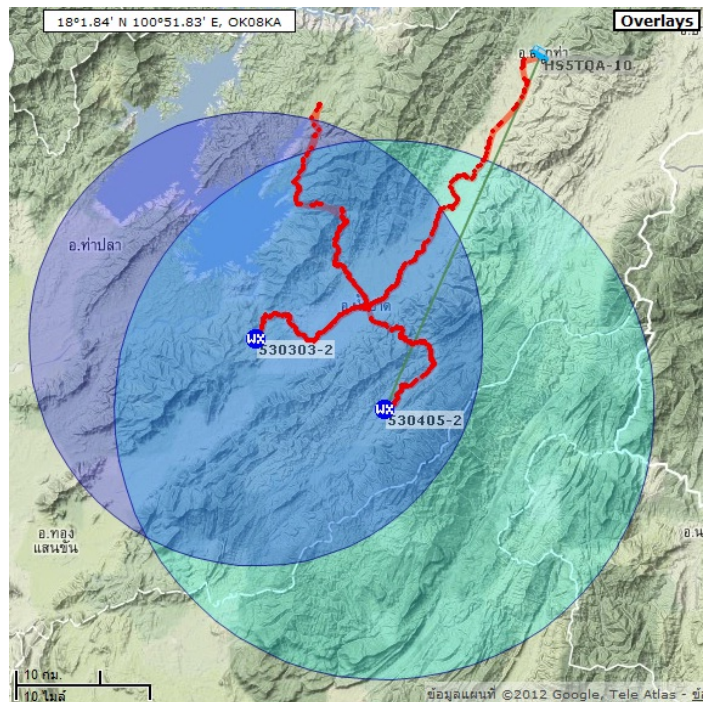 18°1.84' N 100°51.83' E, OK08KA
Overlays
HS5TQA-10
อ.ท่าปลา
530303-2
WX
530405-2
WX
อ.ทอง
แสนขัน
10 กม.
10 ไมล์
ข้อมูลแผนที่ ©2012 Google, Tele Atlas -